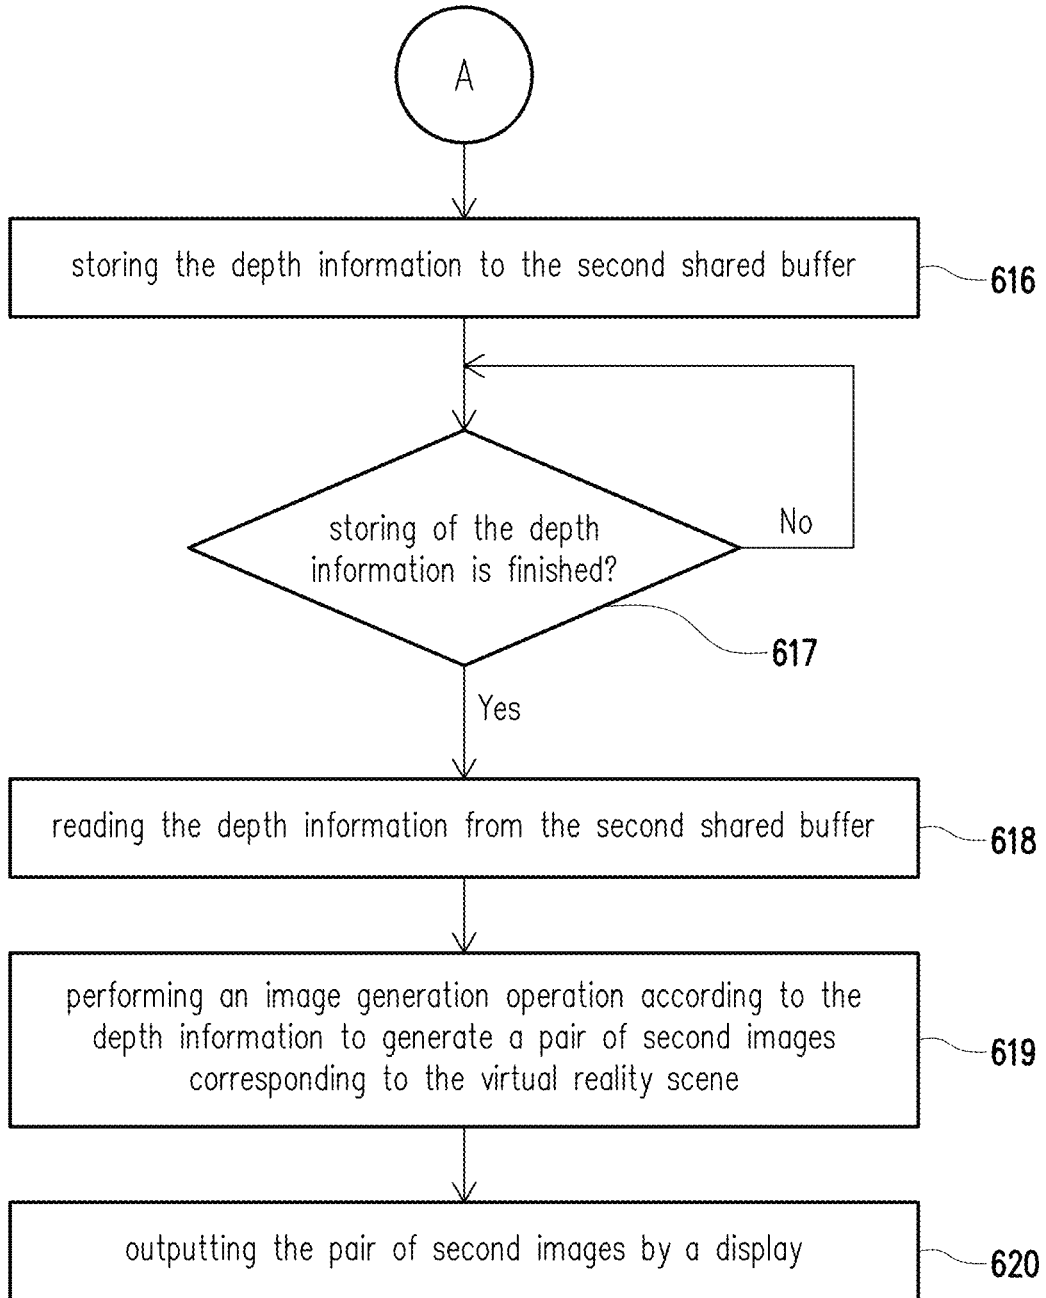 A
storing the depth information to the second shared buffer
616
storing of the depth
information is finished?
No
617
Yes
reading the depth information from the second shared buffer
618
performing an image generation operation according to the
depth information to generate a pair of second images
corresponding to the virtual reality scene
619
outputting the pair of second images by a display
620